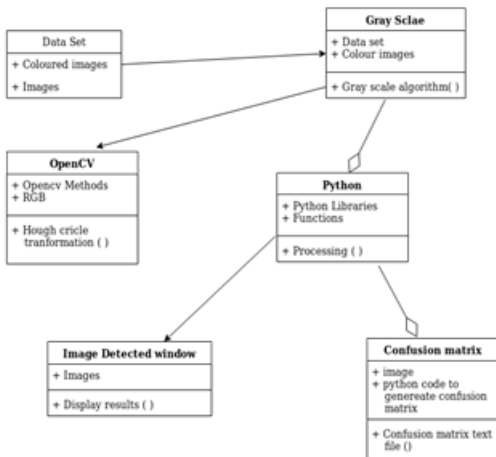 Data Set
+ Coloured images
+ Images
Gray Sclae
+ Data set
+ Colour images
+ Gray scale algorithm( )
OpenCV
+ Opencv Methods
+ RGB
+ Hough cricle
tranformation ( )
Python
+ Python Libraries
+ Functions
+ Processing ( )
Image Detected window
+ Images
+ Display results ( )
Confusion matrix
+ image
+ python code to
genereate confusion
matrix
+ Confusion matrix text
file ()